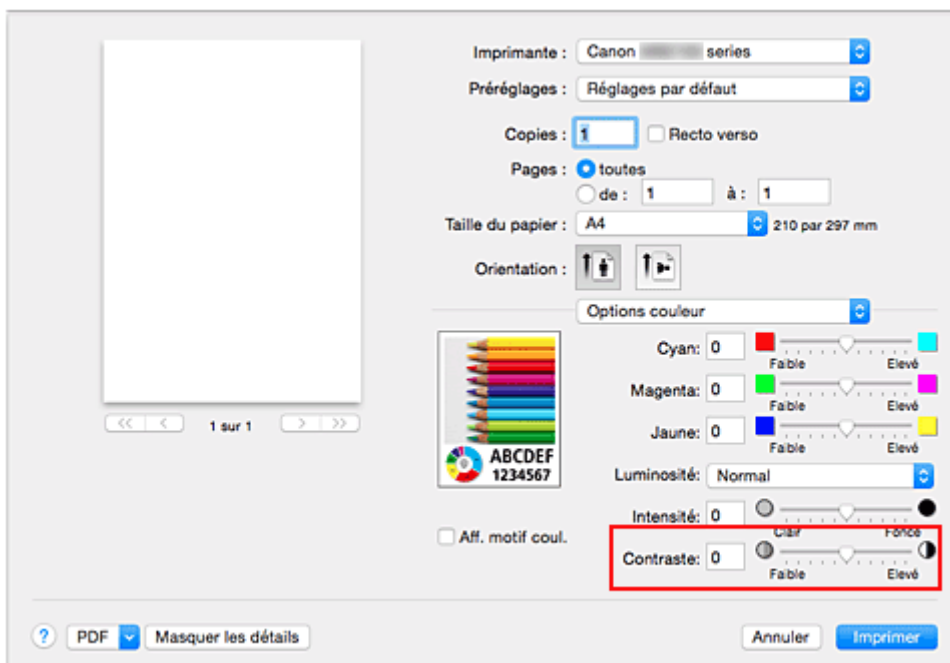 Imprimante : Canon series
Préréglages : Réglages par défaut
Copies : 1 Recto verso
Pages : toutes
de : 1 à : 1
Taille du papier : A4 210 par 297 mm
Orientation :
Options couleur
Cyan: 0
Faible Elevé
Magenta: 0
Faible Elevé
Jaune: 0
Faible Elevé
ABCDEF
1234567
Luminosité: Normal
Intensité: 0
Clair Foncé
Aff. motif coul.
Contraste: 0
Faible Elevé
1 sur 1
? PDF Masquer les détails Annuler Imprimer